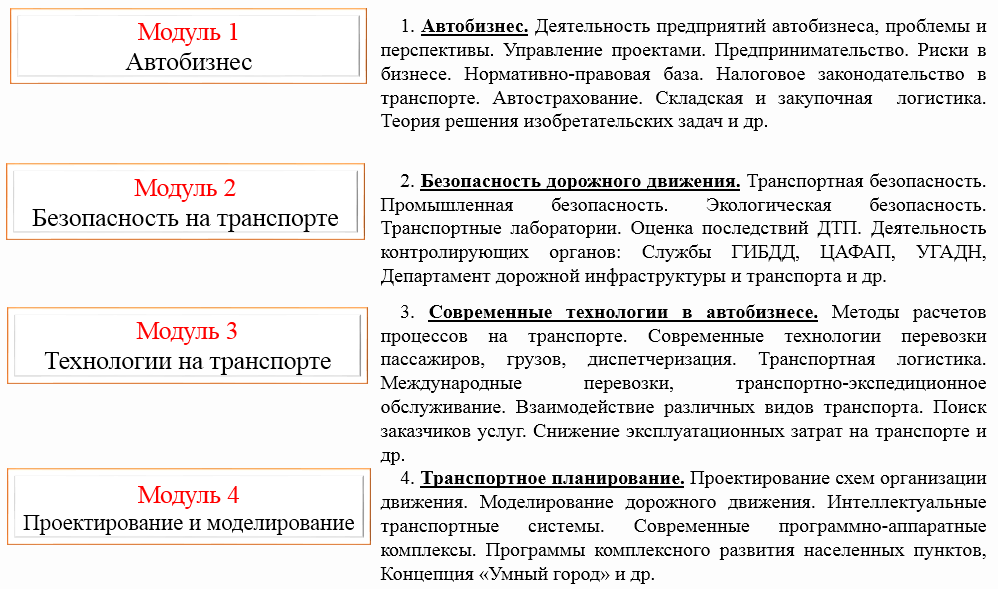 Модуль 1
Автобизнес
1. Автобизнес. Деятельность предприятий автобизнеса, проблемы и
перспективы. Управление проектами. Предпринимательство. Риски в
бизнесе. Нормативно-правовая база. Налоговое законодательство в
транспорте. Автострахование. Складская и закупочная логистика.
Теория решения изобретательских задач и др.
Модуль 2
Безопасность на транспорте
2. Безопасность дорожного движения. Транспортная безопасность.
Промышленная безопасность. Экологическая безопасность.
Транспортные лаборатории. Оценка последствий ДТП. Деятельность
контролирующих органов: Службы ГИБДД, ЦАФАП, УГАДН,
Департамент дорожной инфраструктуры и транспорта и др.
Модуль 3
Технологии на транспорте
3. Современные технологии в автобизнесе. Методы расчетов
процессов на транспорте. Современные технологии перевозки
пассажиров, грузов, диспетчеризация. Транспортная логистика.
Международные перевозки, транспортно-экспедиционное
обслуживание. Взаимодействие различных видов транспорта. Поиск
заказчиков услуг. Снижение эксплуатационных затрат на транспорте и
др.
Модуль 4
Проектирование и моделирование
4. Транспортное планирование. Проектирование схем организации
движения. Моделирование дорожного движения. Интеллектуальные
транспортные системы. Современные программно-аппаратные
комплексы. Программы комплексного развития населенных пунктов,
Концепция «Умный город» и др.